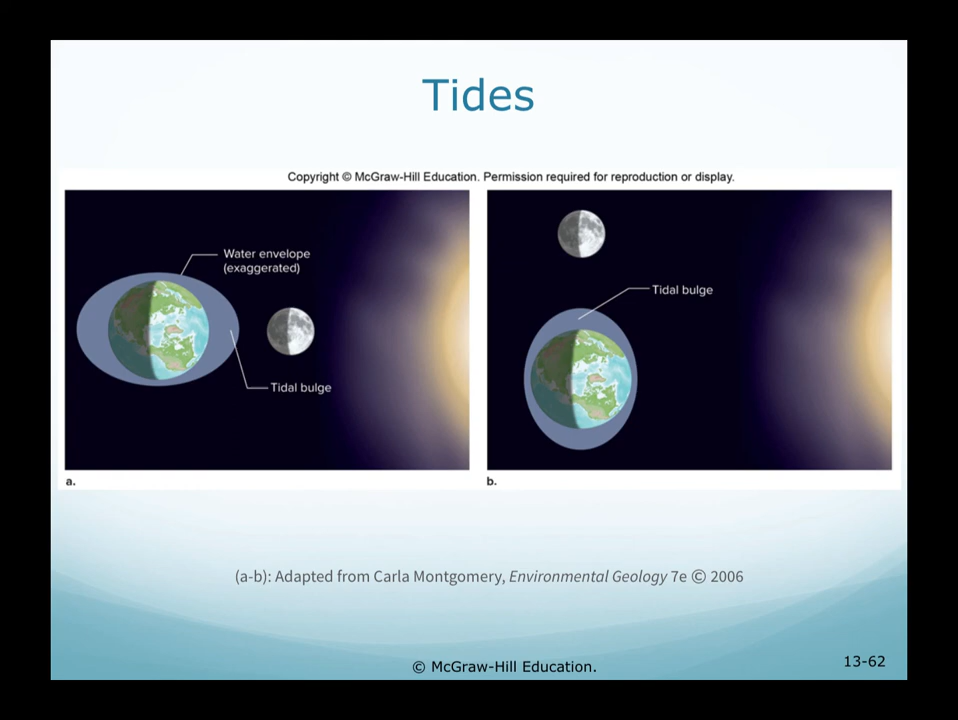 Tides
Copyright © McGraw-Hill Education. Permission required for reproduction or display.
Water envelope
(exaggerated)
Tidal bulge
a.
Tidal bulge
b.
(a-b): Adapted from Carla Montgomery, Environmental Geology 7e © 2006
© McGraw-Hill Education.
13-62